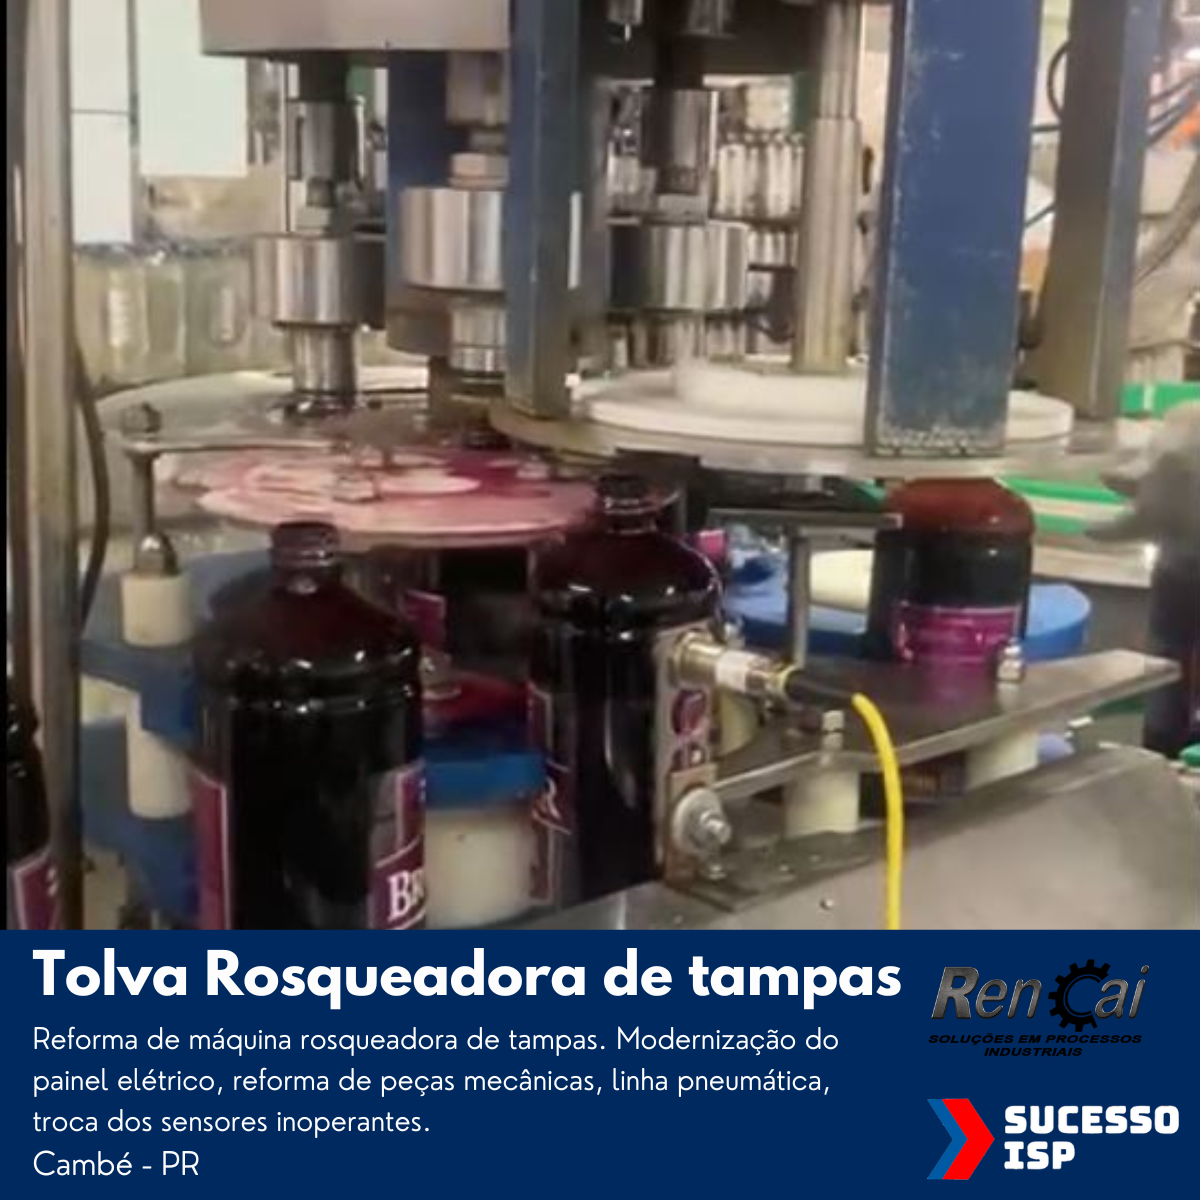 Tolva Rosqueadora de tampas
Reforma de máquina rosqueadora de tampas. Modernização do
painel elétrico, reforma de peças mecânicas, linha pneumática,
troca dos sensores inoperantes.
Cambé - PR
RenCai
SOLUÇÕES EM PROCESSOS
INDUSTRIAIS
SUCESSO
ISP